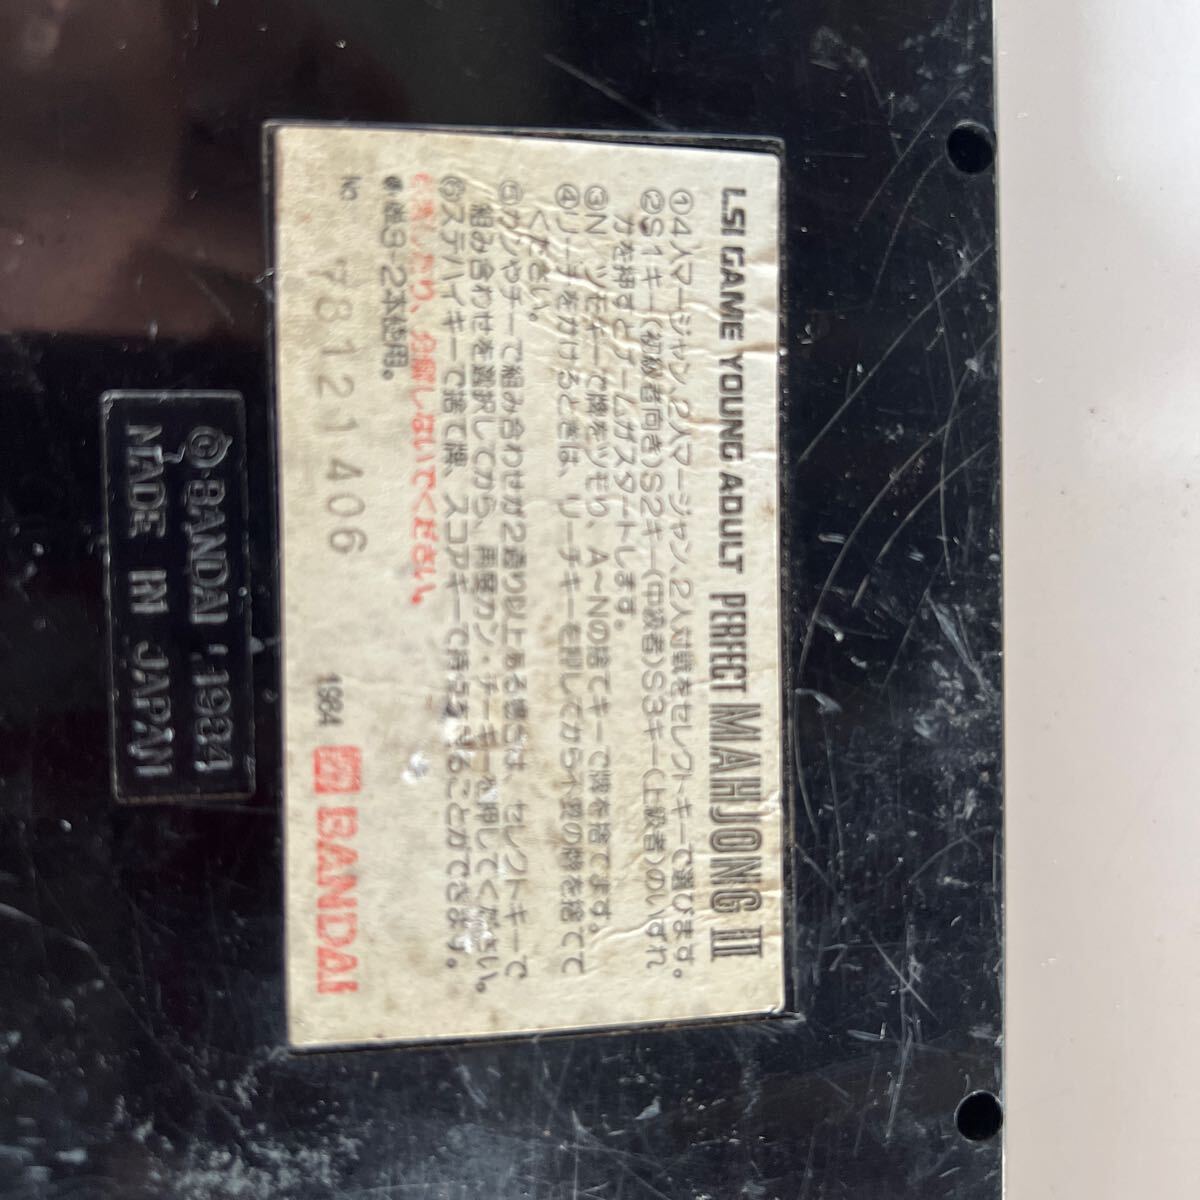 LSI GAME YOUNG ADULT PERFECT MAHJONG II
①4人マージャン,2人マージャン,2人対戦をセレクトキーで選びます。
②S1キー(初級者向き)S2キー(中級者)S3キー(上級者)のいずれ
かを押すとゲームがスタートします。
③N,ツモキーで牌をツモり、A〜Nの捨てキーで牌を捨てます。
④リーチをかけるときは、リーチキーを押してから不要の牌を捨てて
ください。
⑤カンやチーで組み合わせが2通り以上ある場合は、セレクトキーで
組み合わせを選択してから、再度カン・チーキーを押してください。
⑥ステハイキーで捨て牌、スコアキーで持ち点を見ることができます。
したり、分解しないでください。
2本使用。
78121406
1984 BANDAI
©BANDAI 1984
MADE IN JAPAN